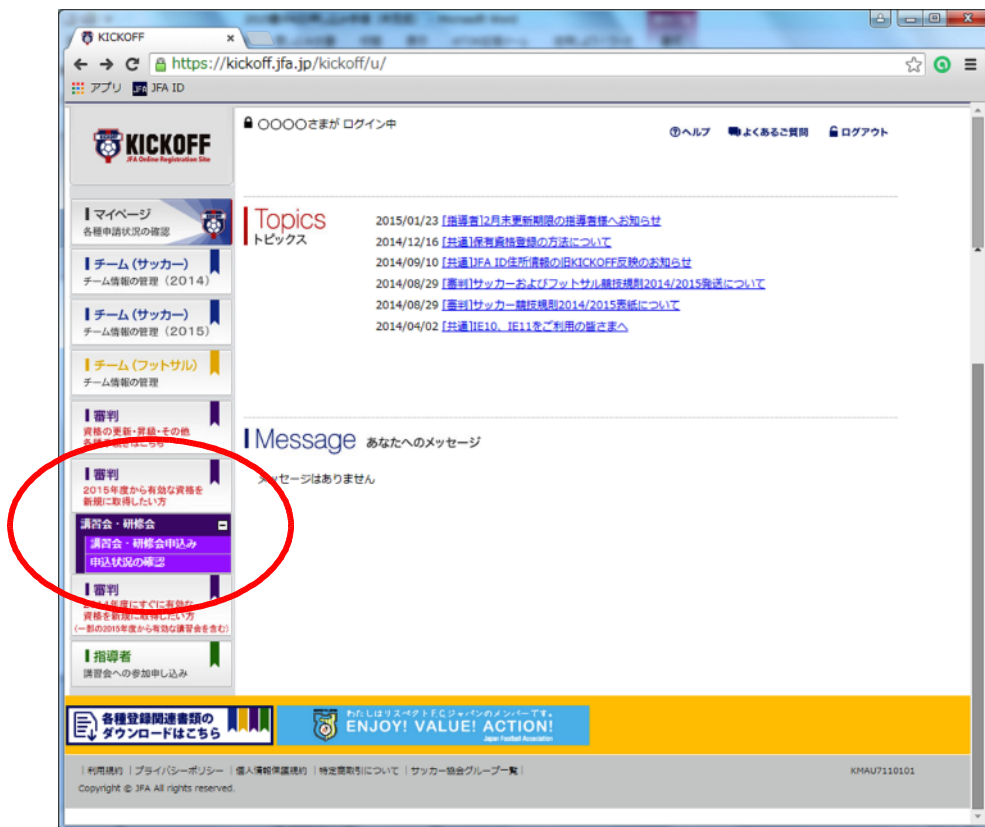 KICKOFF
https://kickoff.jfa.jp/kickoff/u/
アプリ JFA JFA ID
KICKOFF
JFA Online Registration Site
〇〇〇〇さまが ログイン中
ヘルプ よくあるご質問 ログアウト
マイページ
各種申請状況の確認
チーム(サッカー)
チーム情報の管理(2014)
チーム(サッカー)
チーム情報の管理(2015)
チーム(フットサル)
チーム情報の管理
審判
資格の更新・昇級・その他
審判
2015年度から有効な資格を
新規に取得したい方
講習会・研修会
講習会・研修会申込み
申込状況の確認
審判
2014年度にすぐに有効な
資格を新規に取得したい方
(一部の2015年度から有効な講習会を含む)
指導者
講習会への参加申し込み
Topics
トピックス
2015/01/23 [指導者]2月末更新期限の指導者様へお知らせ
2014/12/16 [共通]保有資格登録の方法について
2014/09/10 [共通]JFA ID住所情報の旧KICKOFF反映のお知らせ
2014/08/29 [審判]サッカーおよびフットサル競技規則2014/2015発送について
2014/08/29 [審判]サッカー競技規則2014/2015表紙について
2014/04/02 [共通]IE10、IE11をご利用の皆さまへ
Message あなたへのメッセージ
メッセージはありません
各種登録関連書類の
ダウンロードはこちら
わたしはリスペクトF.C.ジャパンのメンバーです。
ENJOY! VALUE! ACTION!
Japan Football Association
| 利用規約 | プライバシーポリシー | 個人情報保護規約 | 特定商取引について | サッカー協会グループ一覧 |
KMAU7110101
Copyright © JFA All rights reserved.